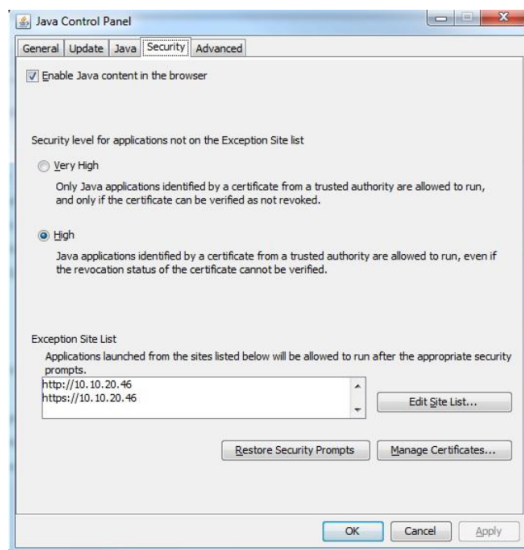 Java Control Panel
General Update Java Security Advanced
Enable Java content in the browser
Security level for applications not on the Exception Site list
Very High
Only Java applications identified by a certificate from a trusted authority are allowed to run,
and only if the certificate can be verified as not revoked.
High
Java applications identified by a certificate from a trusted authority are allowed to run, even if
the revocation status of the certificate cannot be verified.
Exception Site List
Applications launched from the sites listed below will be allowed to run after the appropriate security
prompts.
http://10.10.20.46
https://10.10.20.46
Edit Site List...
Restore Security Prompts Manage Certificates...
OK Cancel Apply